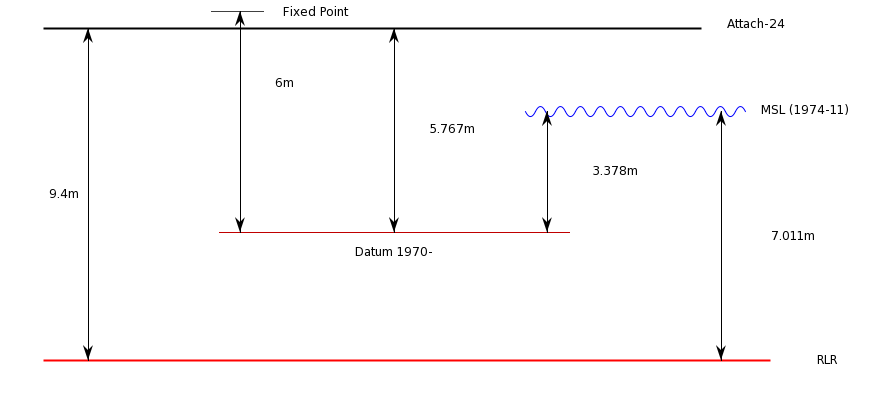 Fixed Point
Attach-24
6m
MSL (1974-11)
5.767m
3.378m
9.4m
7.011m
Datum 1970-
RLR